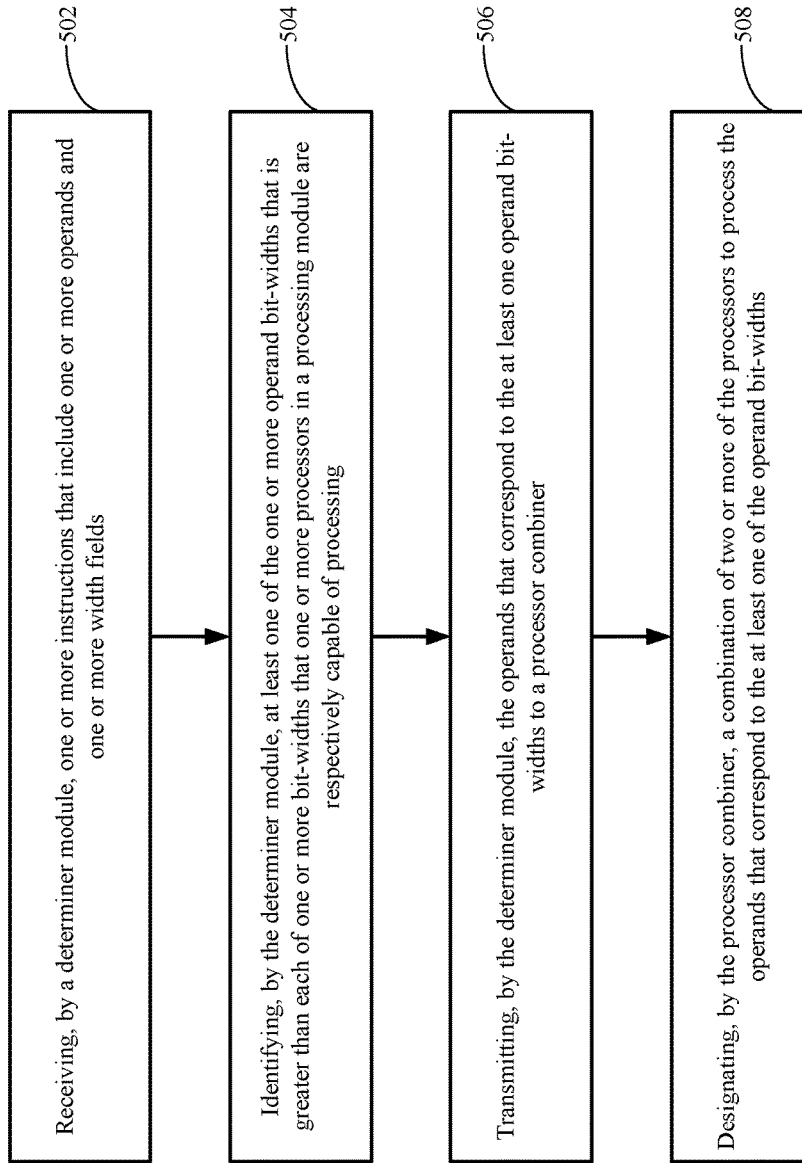 Receiving, by a determiner module, one or more instructions that include one or more operands and
one or more width fields
502
Identifying, by the determiner module, at least one of the one or more operand bit-widths that is
greater than each of one or more bit-widths that one or more processors in a processing module are
respectively capable of processing
504
Transmitting, by the determiner module, the operands that correspond to the at least one operand bit-
widths to a processor combiner
506
Designating, by the processor combiner, a combination of two or more of the processors to process the
operands that correspond to the at least one of the operand bit-widths
508